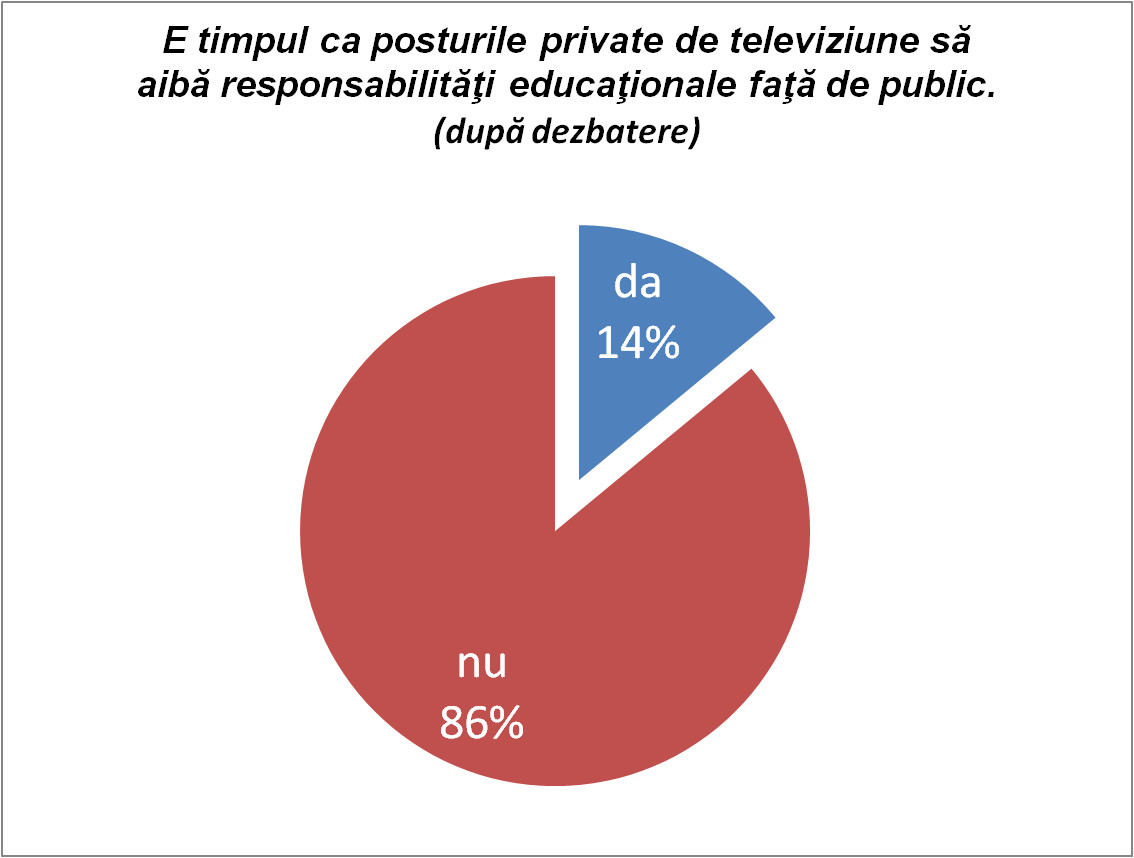 E timpul ca posturile private de televiziune să
aibă responsabilităţi educaţionale faţă de public.
(după dezbatere)
da
14%
nu
86%